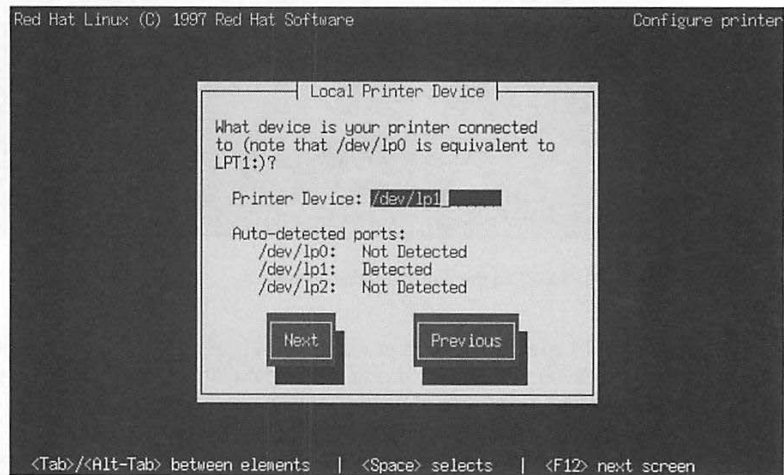 Red Hat Linux (C) 1997 Red Hat Software Configure printer
Local Printer Device
What device is your printer connected
to (note that /dev/lp0 is equivalent to
LPT1:)?
Printer Device: /dev/lp1_
Auto-detected ports:
/dev/lp0: Not Detected
/dev/lp1: Detected
/dev/lp2: Not Detected
Next Previous
<Tab>/<Alt-Tab> between elements | <Space> selects | <F12> next screen